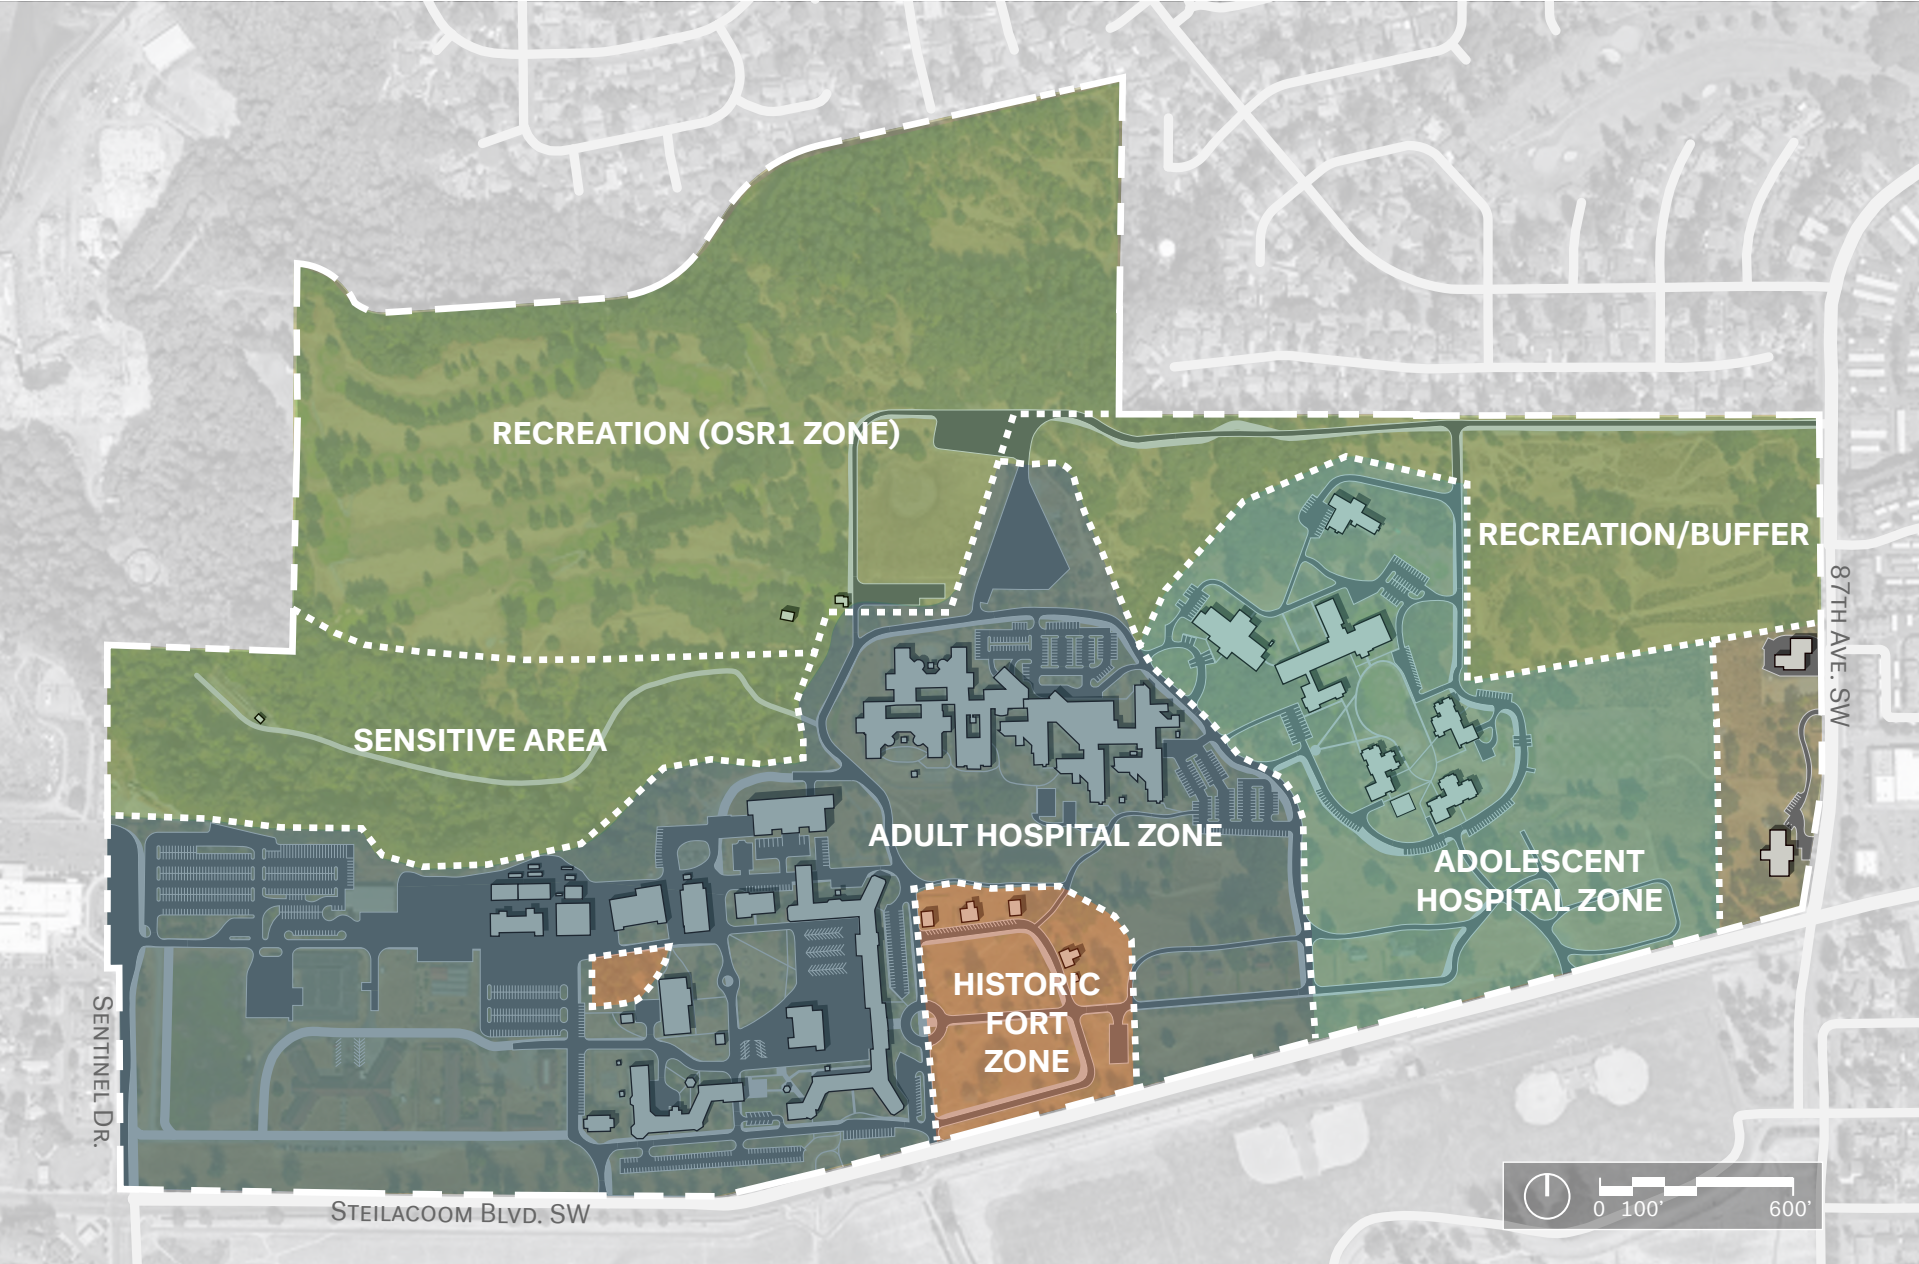 RECREATION (OSR1 ZONE)
RECREATION/BUFFER
87TH AVE. SW
SENSITIVE AREA
ADULT HOSPITAL ZONE
ADOLESCENT
HOSPITAL ZONE
HISTORIC
FORT
ZONE
SENTINEL DR.
STEILACOOM BLVD. SW
0 100' 600'